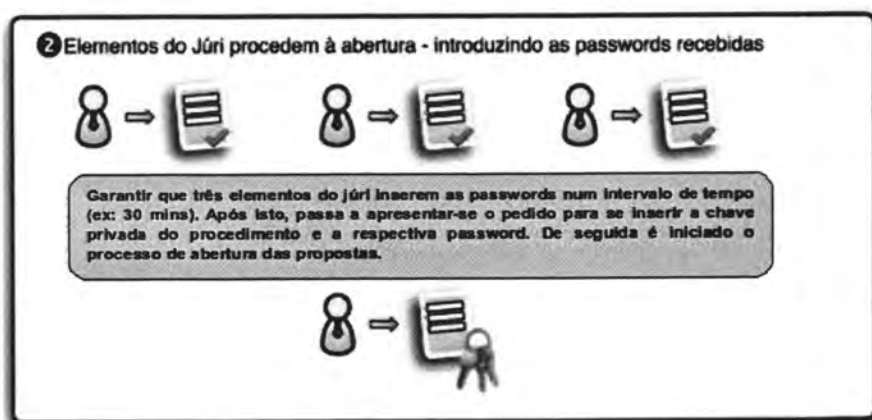 ❷ Elementos do Júri procedem à abertura - introduzindo as passwords recebidas
Garantir que três elementos do júri inserem as passwords num intervalo de tempo
(ex: 30 mins). Após isto, passa a apresentar-se o pedido para se inserir a chave
privada do procedimento e a respectiva password. De seguida é iniciado o
processo de abertura das propostas.